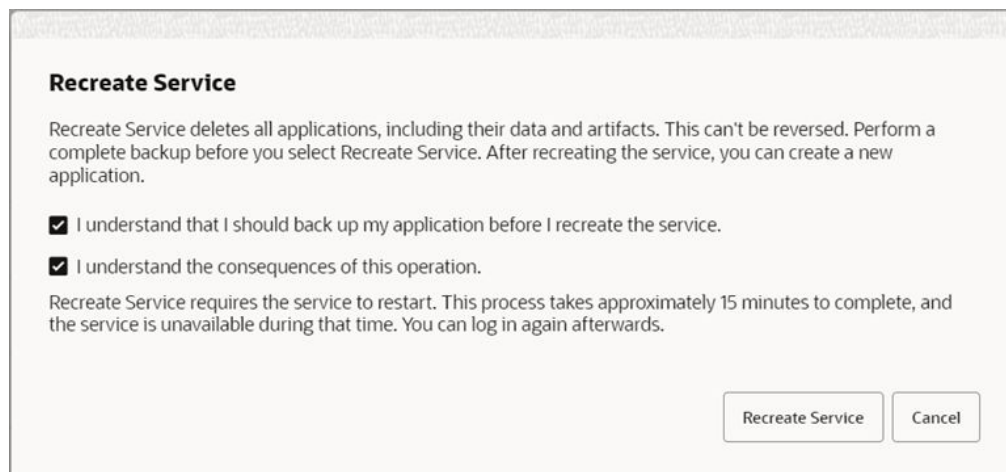 Recreate Service
Recreate Service deletes all applications, including their data and artifacts. This can't be reversed. Perform a
complete backup before you select Recreate Service. After recreating the service, you can create a new
application.
I understand that I should back up my application before I recreate the service.
I understand the consequences of this operation.
Recreate Service requires the service to restart. This process takes approximately 15 minutes to complete, and
the service is unavailable during that time. You can log in again afterwards.
Recreate Service Cancel